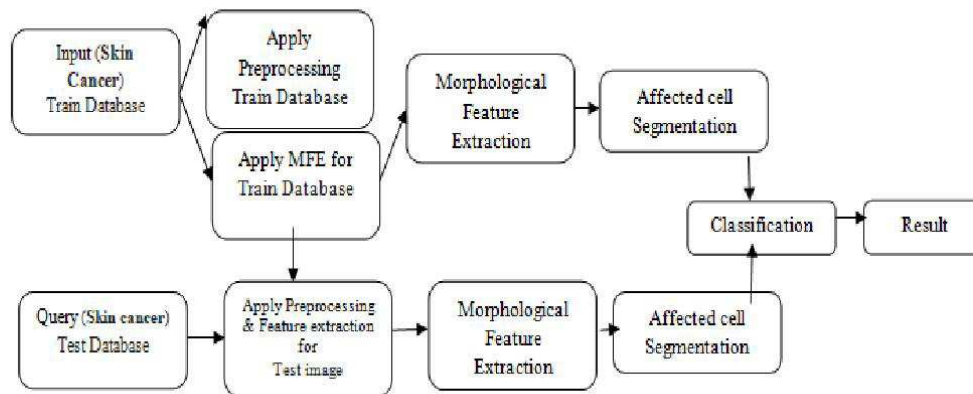 Input (Skin
Cancer)
Train Database
Apply
Preprocessing
Train Database
Apply MFE for
Train Database
Morphological
Feature
Extraction
Affected cell
Segmentation
Classification
Result
Query (Skin cancer)
Test Database
Apply Preprocessing
& Feature extraction
for
Test image
Morphological
Feature
Extraction
Affected cell
Segmentation